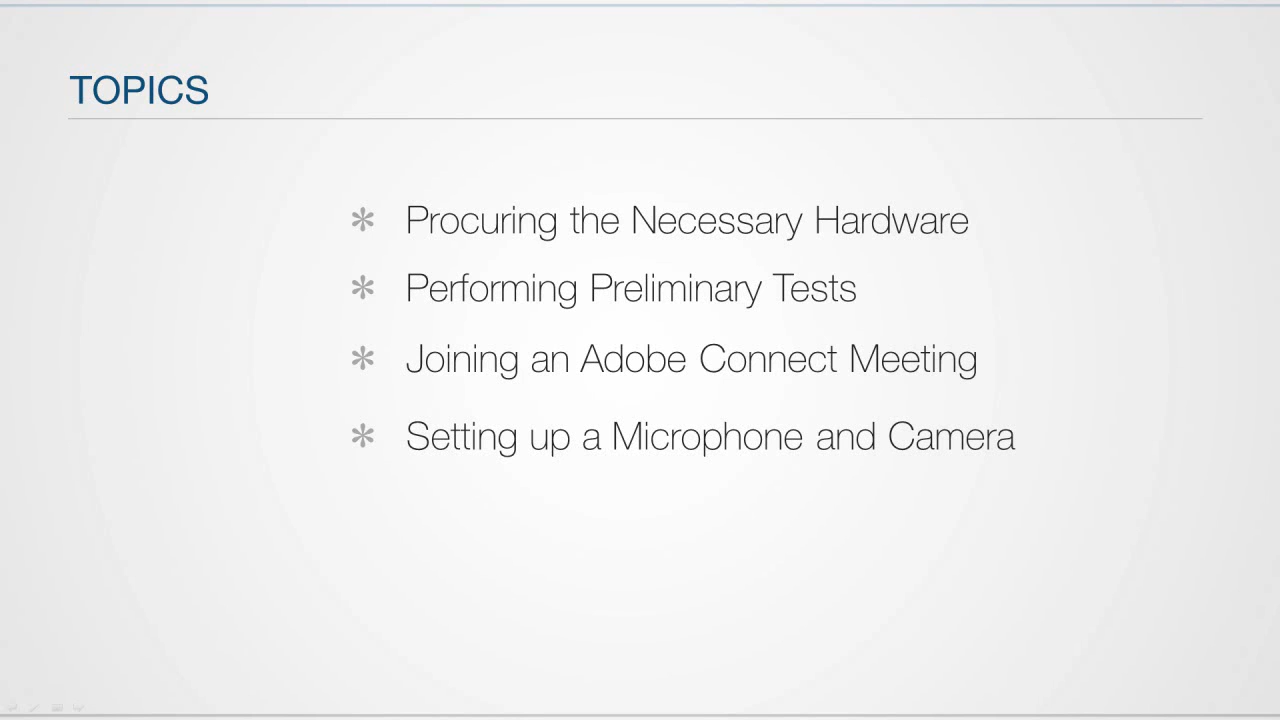 TOPICS
✻ Procuring the Necessary Hardware
✻ Performing Preliminary Tests
✻ Joining an Adobe Connect Meeting
✻ Setting up a Microphone and Camera